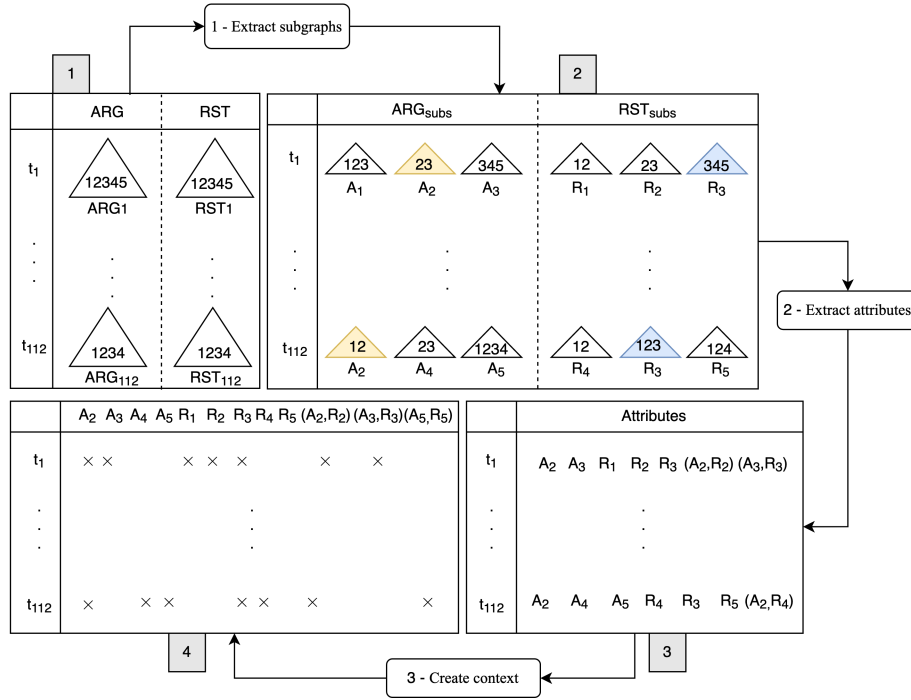 1 - Extract subgraphs
1
2
ARG RST
t1
12345 12345
ARG1 RST1
t112
1234 1234
ARG112 RST112
ARGsubs RSTsubs
t1
123 23 345 12 23 345
A1 A2 A3 R1 R2 R3
t112
12 23 1234 12 123 124
A2 A4 A5 R4 R3 R5
2 - Extract attributes
A2 A3 A4 A5 R1 R2 R3 R4 R5 (A2,R2) (A3,R3)(A5,R5)
t1
× × × × × × ×
t112
× × × × × × ×
Attributes
t1
A2 A3 R1 R2 R3 (A2,R2) (A3,R3)
t112
A2 A4 A5 R4 R3 R5 (A2,R4)
4
3
3 - Create context